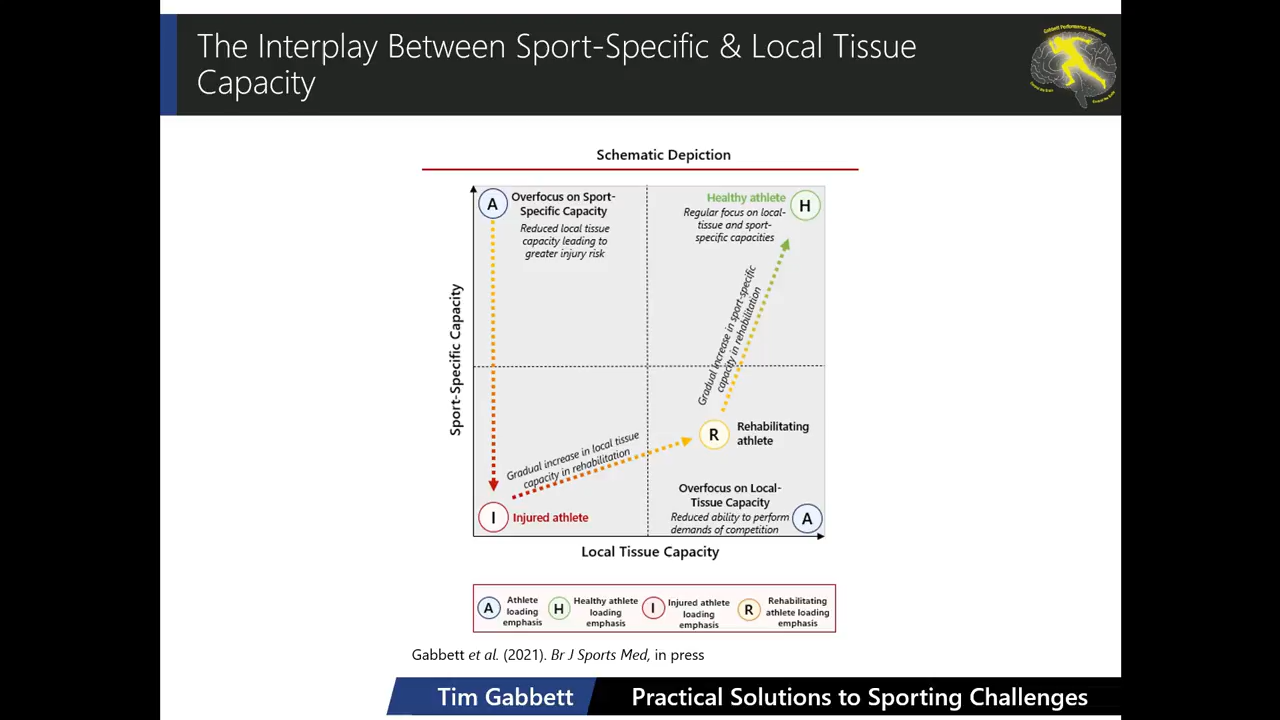 The Interplay Between Sport-Specific & Local Tissue
Capacity
Gabbett Performance Solutions
Schematic Depiction
A
Overfocus on Sport-
Specific Capacity
Reduced local tissue
capacity leading to
greater injury risk
Healthy athlete
Regular focus on local-
tissue and sport-
specific capacities
H
Sport-Specific Capacity
Gradual increase in sport-specific
capacity in rehabilitation
Gradual increase in local tissue
capacity in rehabilitation
R
Rehabilitating
athlete
I
Injured athlete
Overfocus on Local-
Tissue Capacity
Reduced ability to perform
demands of competition
A
Local Tissue Capacity
A
Athlete
loading
emphasis
H
Healthy athlete
loading
emphasis
I
Injured athlete
loading
emphasis
R
Rehabilitating
athlete loading
emphasis
Gabbett et al. (2021). Br J Sports Med, in press
Tim Gabbett
Practical Solutions to Sporting Challenges